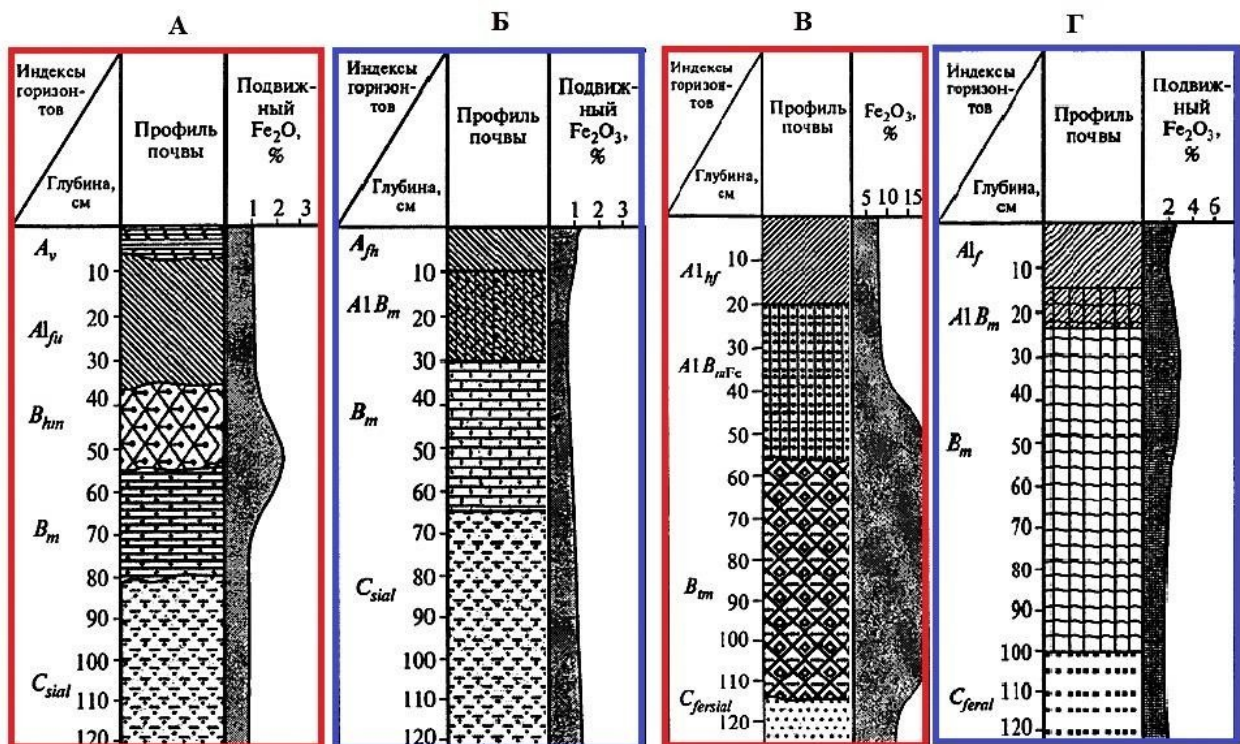 А
Индексы
горизон-
тов
Глубина,
см
Профиль
почвы
Подвиж-
ный
Fe₂O,
%
1 2 3
Aᵥ
10
A1fu
20
30
Bhm
40
50
60
Bm
70
80
90
100
Csial
110
120
Б
Индексы
горизон-
тов
Глубина,
см
Профиль
почвы
Подвиж-
ный
Fe₂O₃,
%
1 2 3
Afh
10
A1Bm
20
30
40
Bm
50
60
70
80
Csial
90
100
110
120
В
Индексы
горизон-
тов
Глубина,
см
Профиль
почвы
Fe₂O₃,
%
5 10 15
A1hf
10
20
30
A1BmFe
40
50
60
70
80
Btm
90
100
110
Cfersial
120
Г
Индексы
горизон-
тов
Глубина,
см
Профиль
почвы
Подвиж-
ный
Fe₂O₃,
%
2 4 6
A1f
10
A1Bm
20
30
40
Bm
50
60
70
80
90
100
Cferal
110
120